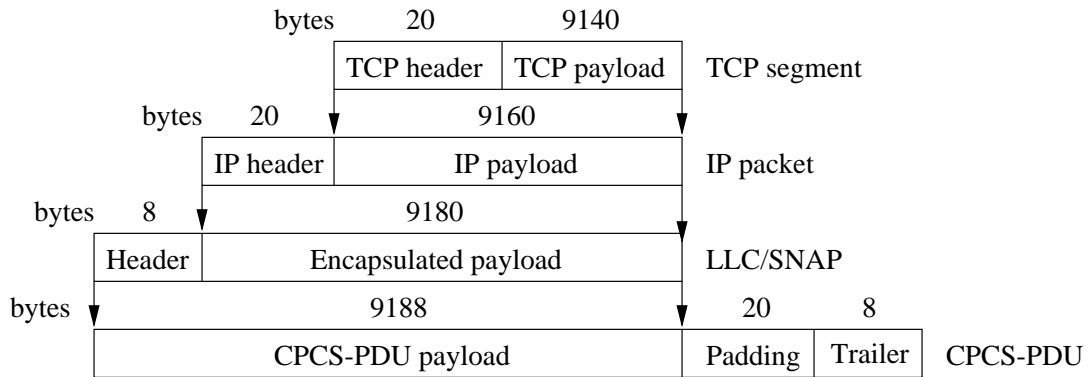 bytes 20 9140
TCP header TCP payload TCP segment
bytes 20 9160
IP header IP payload IP packet
bytes 8 9180
Header Encapsulated payload LLC/SNAP
bytes 9188 20 8
CPCS-PDU payload Padding Trailer CPCS-PDU